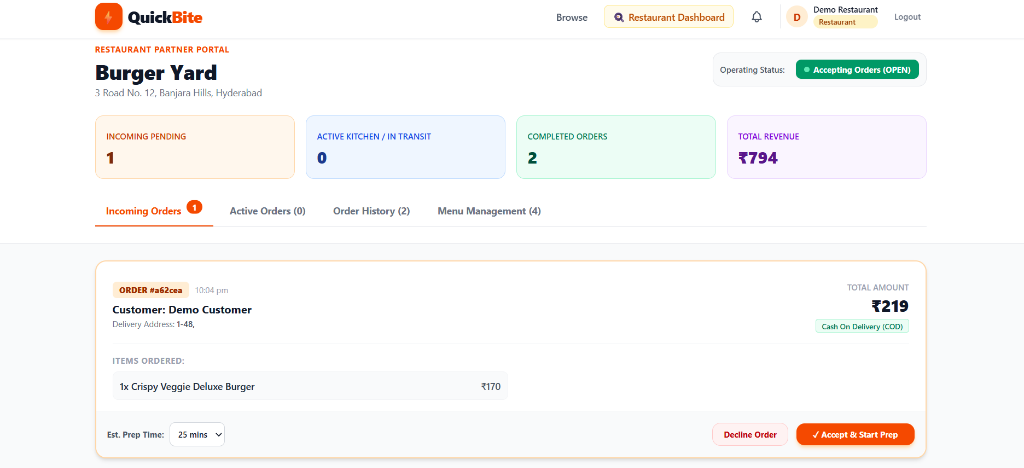 QuickBite
Browse
Restaurant Dashboard
D
Demo Restaurant
Restaurant
Logout
RESTAURANT PARTNER PORTAL
Burger Yard
3 Road No. 12, Banjara Hills, Hyderabad
Operating Status:
Accepting Orders (OPEN)
INCOMING PENDING
1
ACTIVE KITCHEN / IN TRANSIT
0
COMPLETED ORDERS
2
TOTAL REVENUE
₹794
Incoming Orders 1
Active Orders (0)
Order History (2)
Menu Management (4)
ORDER #a62cea 10:04 pm
Customer: Demo Customer
Delivery Address: 1-48,
TOTAL AMOUNT
₹219
Cash On Delivery (COD)
ITEMS ORDERED:
1x Crispy Veggie Deluxe Burger ₹170
Est. Prep Time: 25 mins
Decline Order
✓ Accept & Start Prep